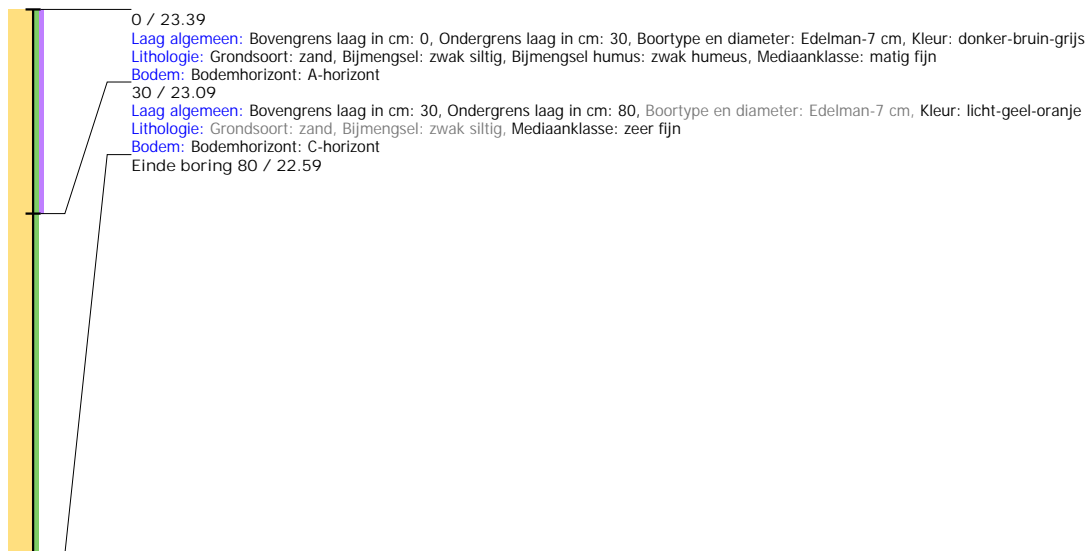 0 / 23.39
Laag algemeen: Bovengrens laag in cm: 0, Ondergrens laag in cm: 30, Boortype en diameter: Edelman-7 cm, Kleur: donker-bruin-grijs
Lithologie: Grondsoort: zand, Bijmengsel: zwak siltig, Bijmengsel humus: zwak humeus, Mediaanklasse: matig fijn
Bodem: Bodemhorizont: A-horizont
30 / 23.09
Laag algemeen: Bovengrens laag in cm: 30, Ondergrens laag in cm: 80, Boortype en diameter: Edelman-7 cm, Kleur: licht-geel-oranje
Lithologie: Grondsoort: zand, Bijmengsel: zwak siltig, Mediaanklasse: zeer fijn
Bodem: Bodemhorizont: C-horizont
Einde boring 80 / 22.59